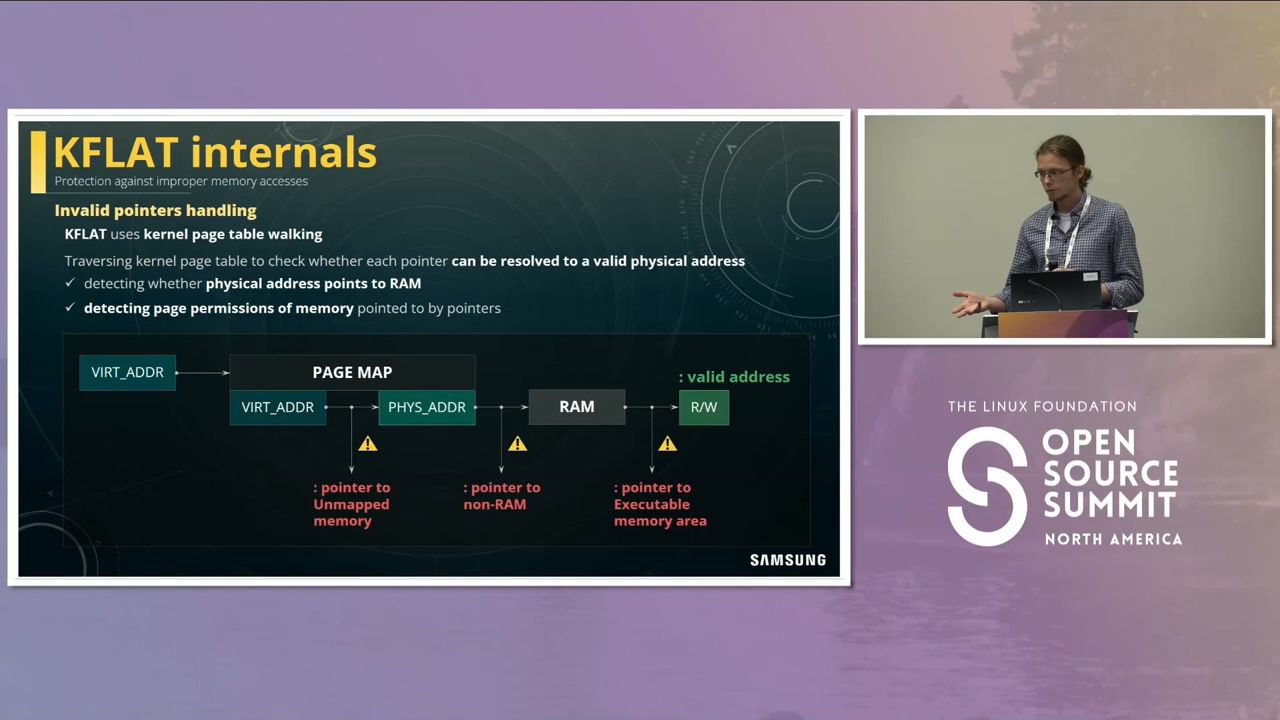 KFLAT internals
Protection against improper memory accesses
Invalid pointers handling
KFLAT uses kernel page table walking
Traversing kernel page table to check whether each pointer can be resolved to a valid physical address
✓ detecting whether physical address points to RAM
✓ detecting page permissions of memory pointed to by pointers
VIRT_ADDR
PAGE MAP
: valid address
VIRT_ADDR
PHYS_ADDR
RAM
R/W
: pointer to
Unmapped
memory
: pointer to
non-RAM
: pointer to
Executable
memory area
SAMSUNG
THE LINUX FOUNDATION
OPEN
SOURCE
SUMMIT
NORTH AMERICA